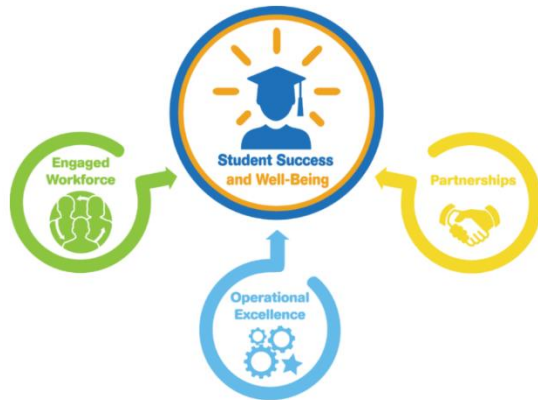 Student Success
and Well-Being
Engaged
Workforce
Partnerships
Operational
Excellence